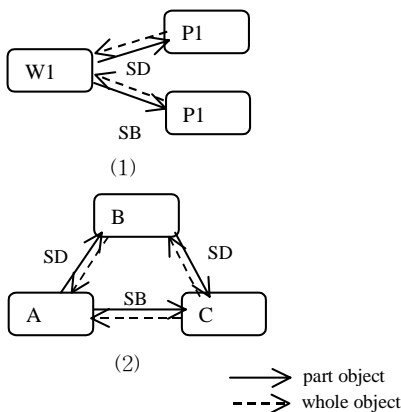 P1
W1
SD
P1
SB
(1)
B
SD
SD
SB
A
C
(2)
part object
whole object